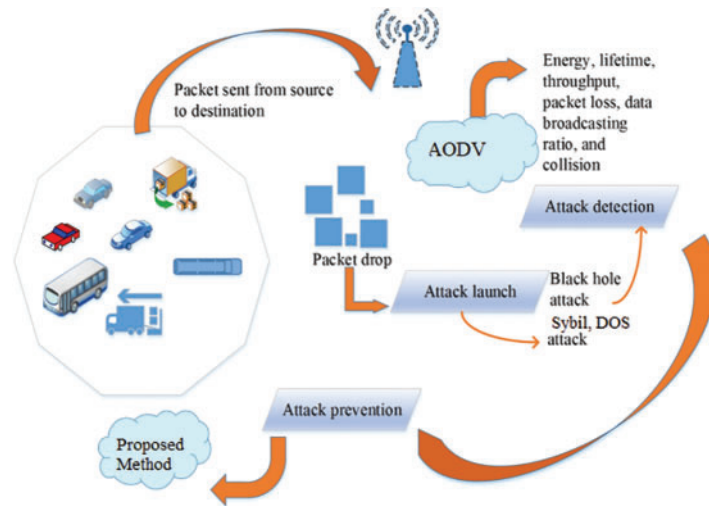 Packet sent from source
to destination
Energy, lifetime,
throughput,
packet loss, data
broadcasting
ratio, and
collision
AODV
Attack detection
Packet drop
Attack launch
Black hole
attack
Sybil, DOS
attack
Attack prevention
Proposed
Method